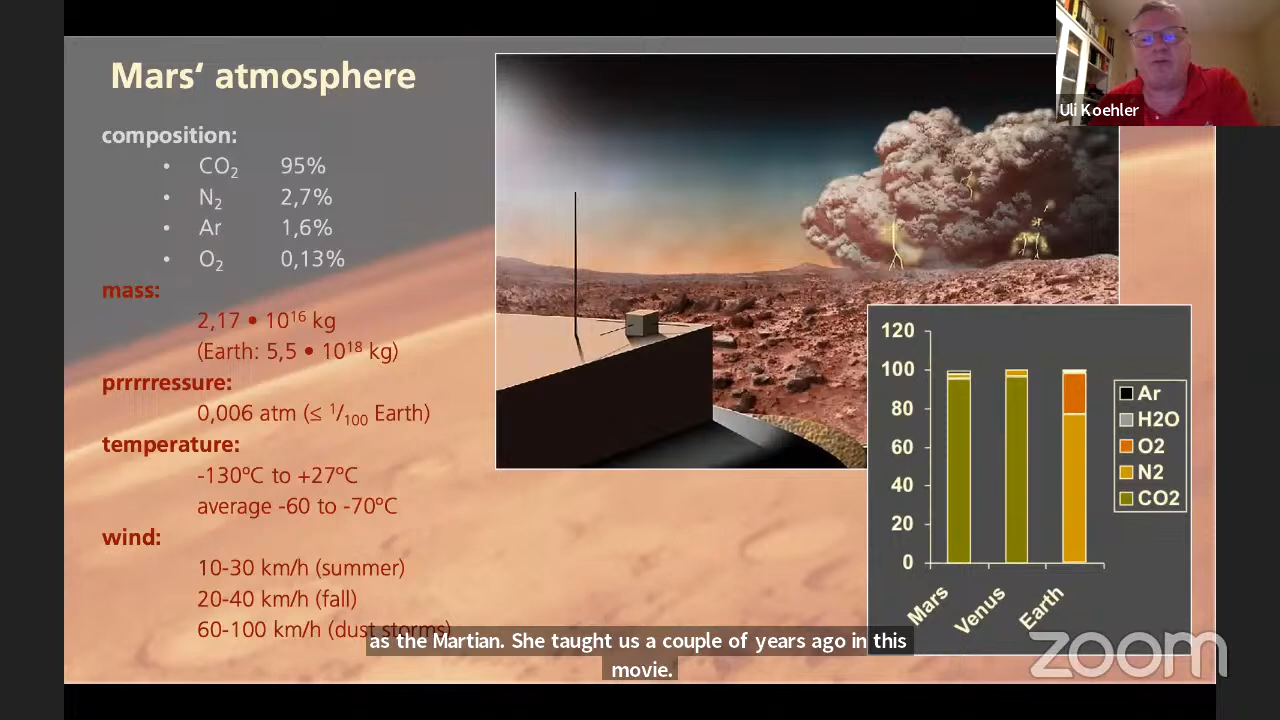 Mars‘ atmosphere
composition:
• CO₂ 95%
• N₂ 2,7%
• Ar 1,6%
• O₂ 0,13%
mass:
2,17 • 10¹⁶ kg
(Earth: 5,5 • 10¹⁸ kg)
prrrrressure:
0,006 atm (≤ ¹/₁₀₀ Earth)
temperature:
-130ºC to +27ºC
average -60 to -70ºC
wind:
10-30 km/h (summer)
20-40 km/h (fall)
60-100 km/h (dust storms)
Uli Koehler
120
100
80
60
40
20
0
Mars
Venus
Earth
Ar
H2O
O2
N2
CO2
as the Martian. She taught us a couple of years ago in this
movie.
zoom